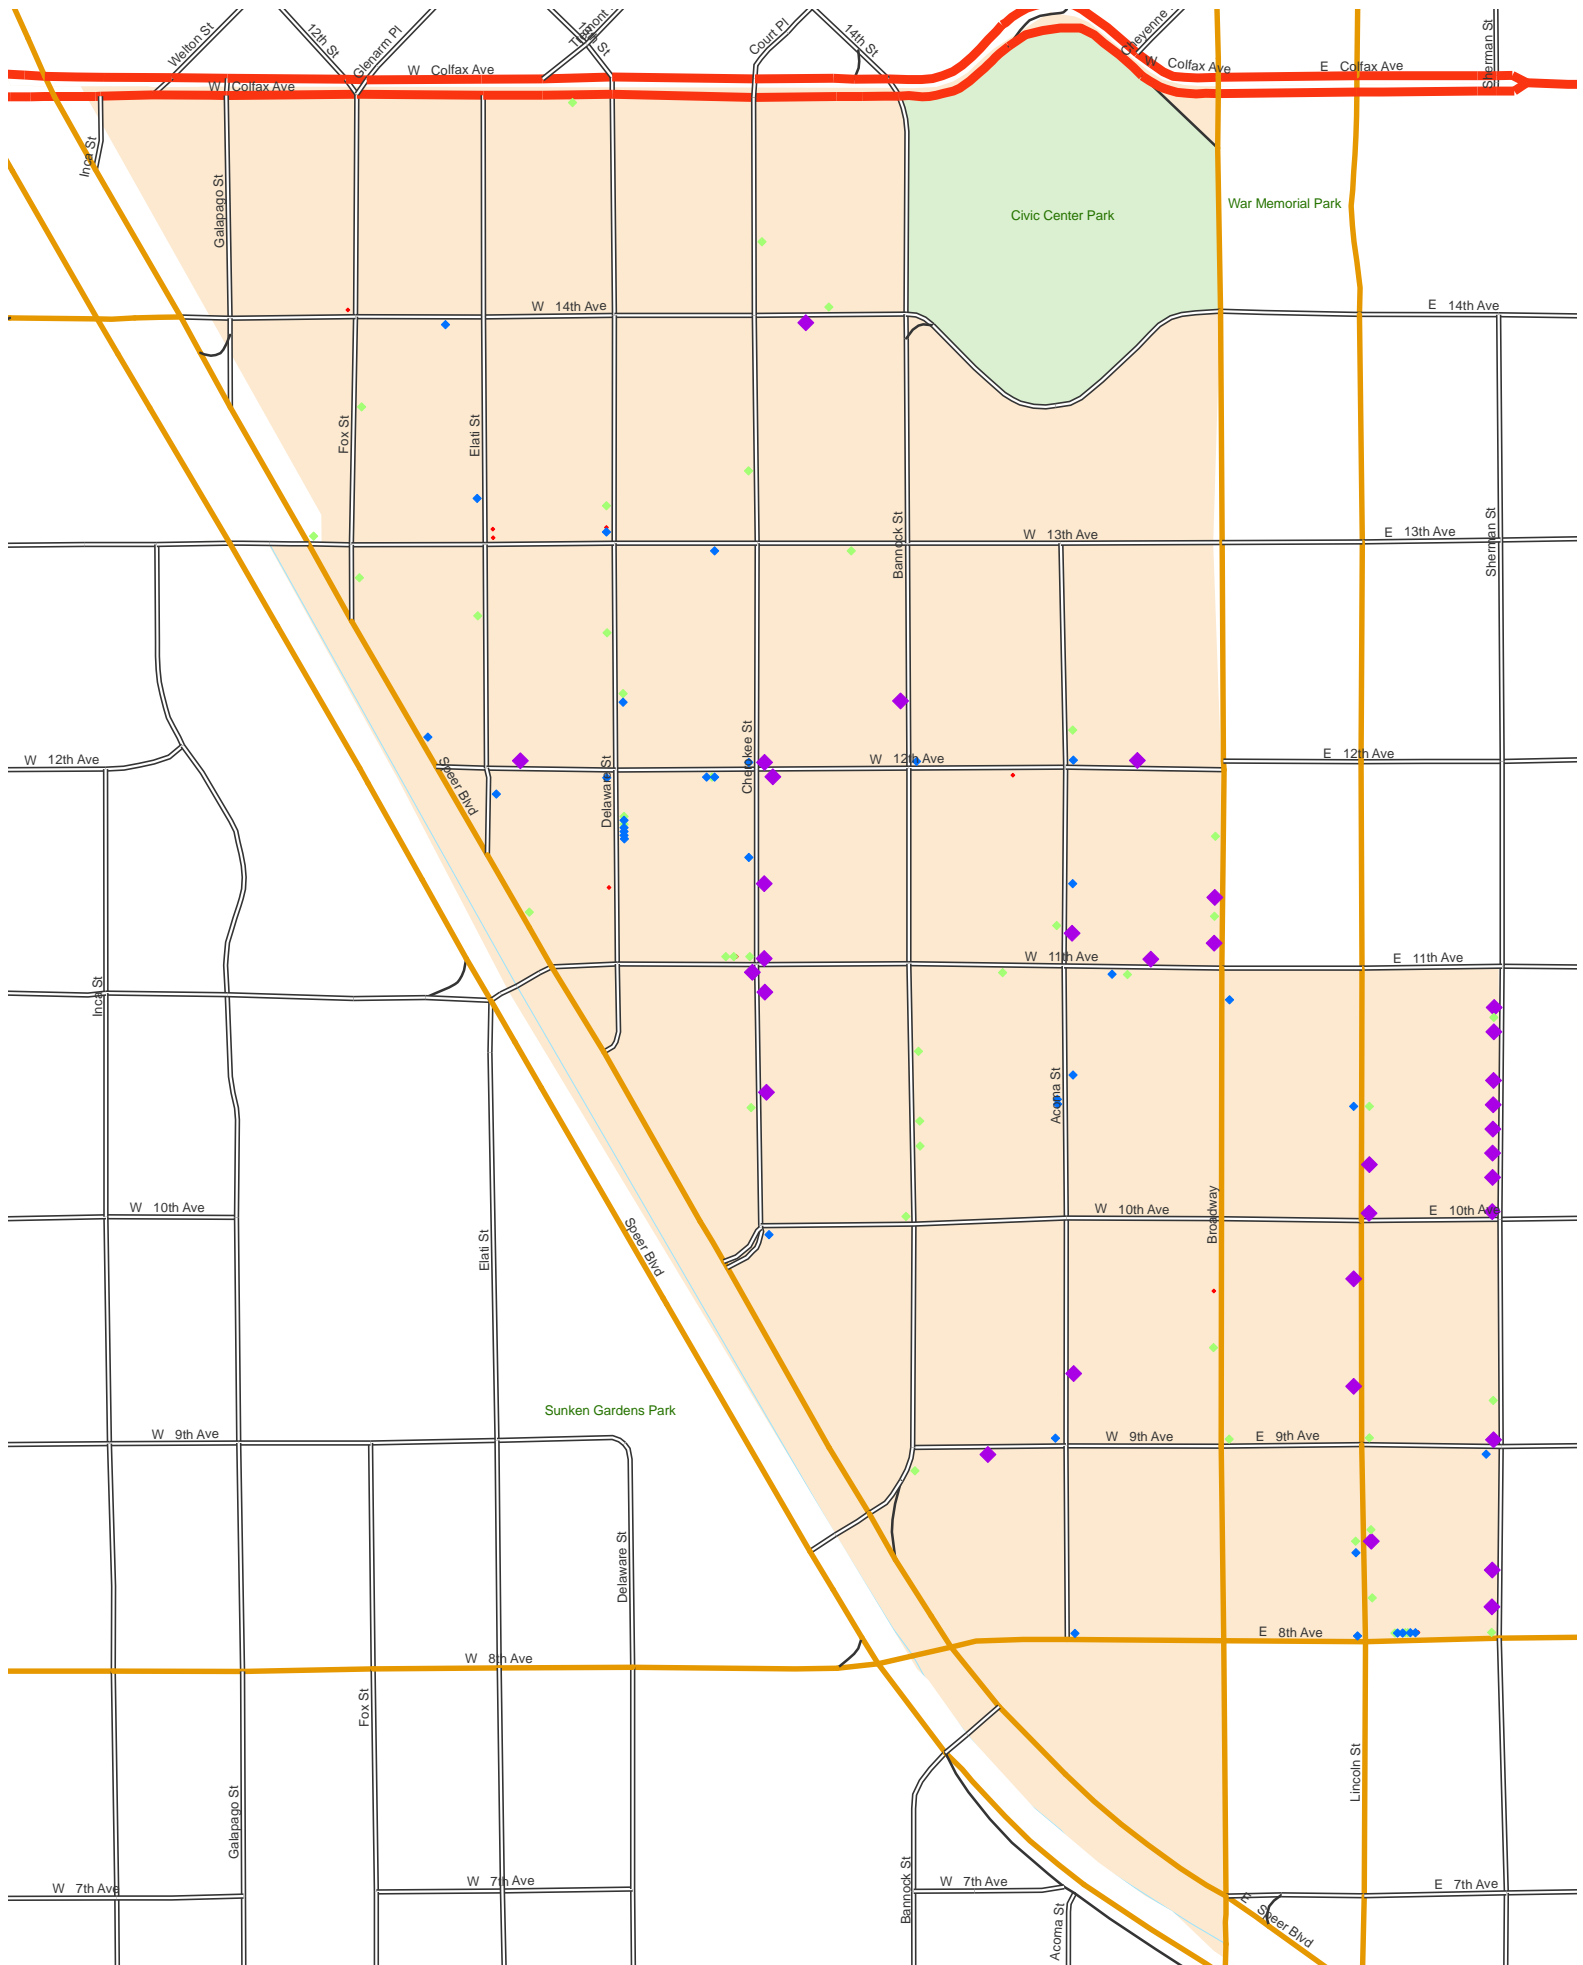 Welton St
12th St
Glenarm Pl
Tremont
13th St
Court Pl
14th St
Cheyenne
Sherman St
W Colfax Ave
W Colfax Ave
W Colfax Ave
E Colfax Ave
Inca St
Galapago St
Civic Center Park
War Memorial Park
W 14th Ave
E 14th Ave
Fox St
Elati St
Bannock St
W 13th Ave
E 13th Ave
Sherman St
W 12th Ave
Speer Blvd
Delaware St
Cherokee St
W 12th Ave
E 12th Ave
Inca St
W 11th Ave
E 11th Ave
Acoma St
W 10th Ave
Elati St
Speer Blvd
W 10th Ave
Broadway
E 10th Ave
Sunken Gardens Park
W 9th Ave
W 9th Ave
E 9th Ave
Delaware St
W 8th Ave
E 8th Ave
Fox St
Galapago St
Lincoln St
W 7th Ave
W 7th Ave
Bannock St
W 7th Ave
Acoma St
E 7th Ave
E Speer Blvd